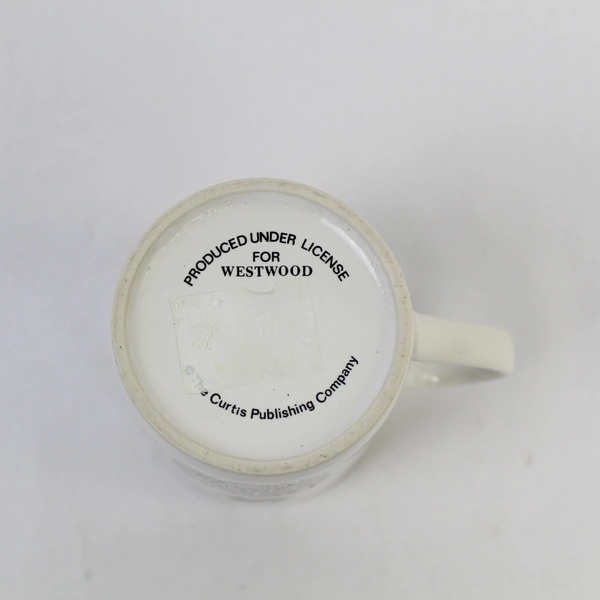 PRODUCED UNDER LICENSE
FOR
WESTWOOD
© The Curtis Publishing Company